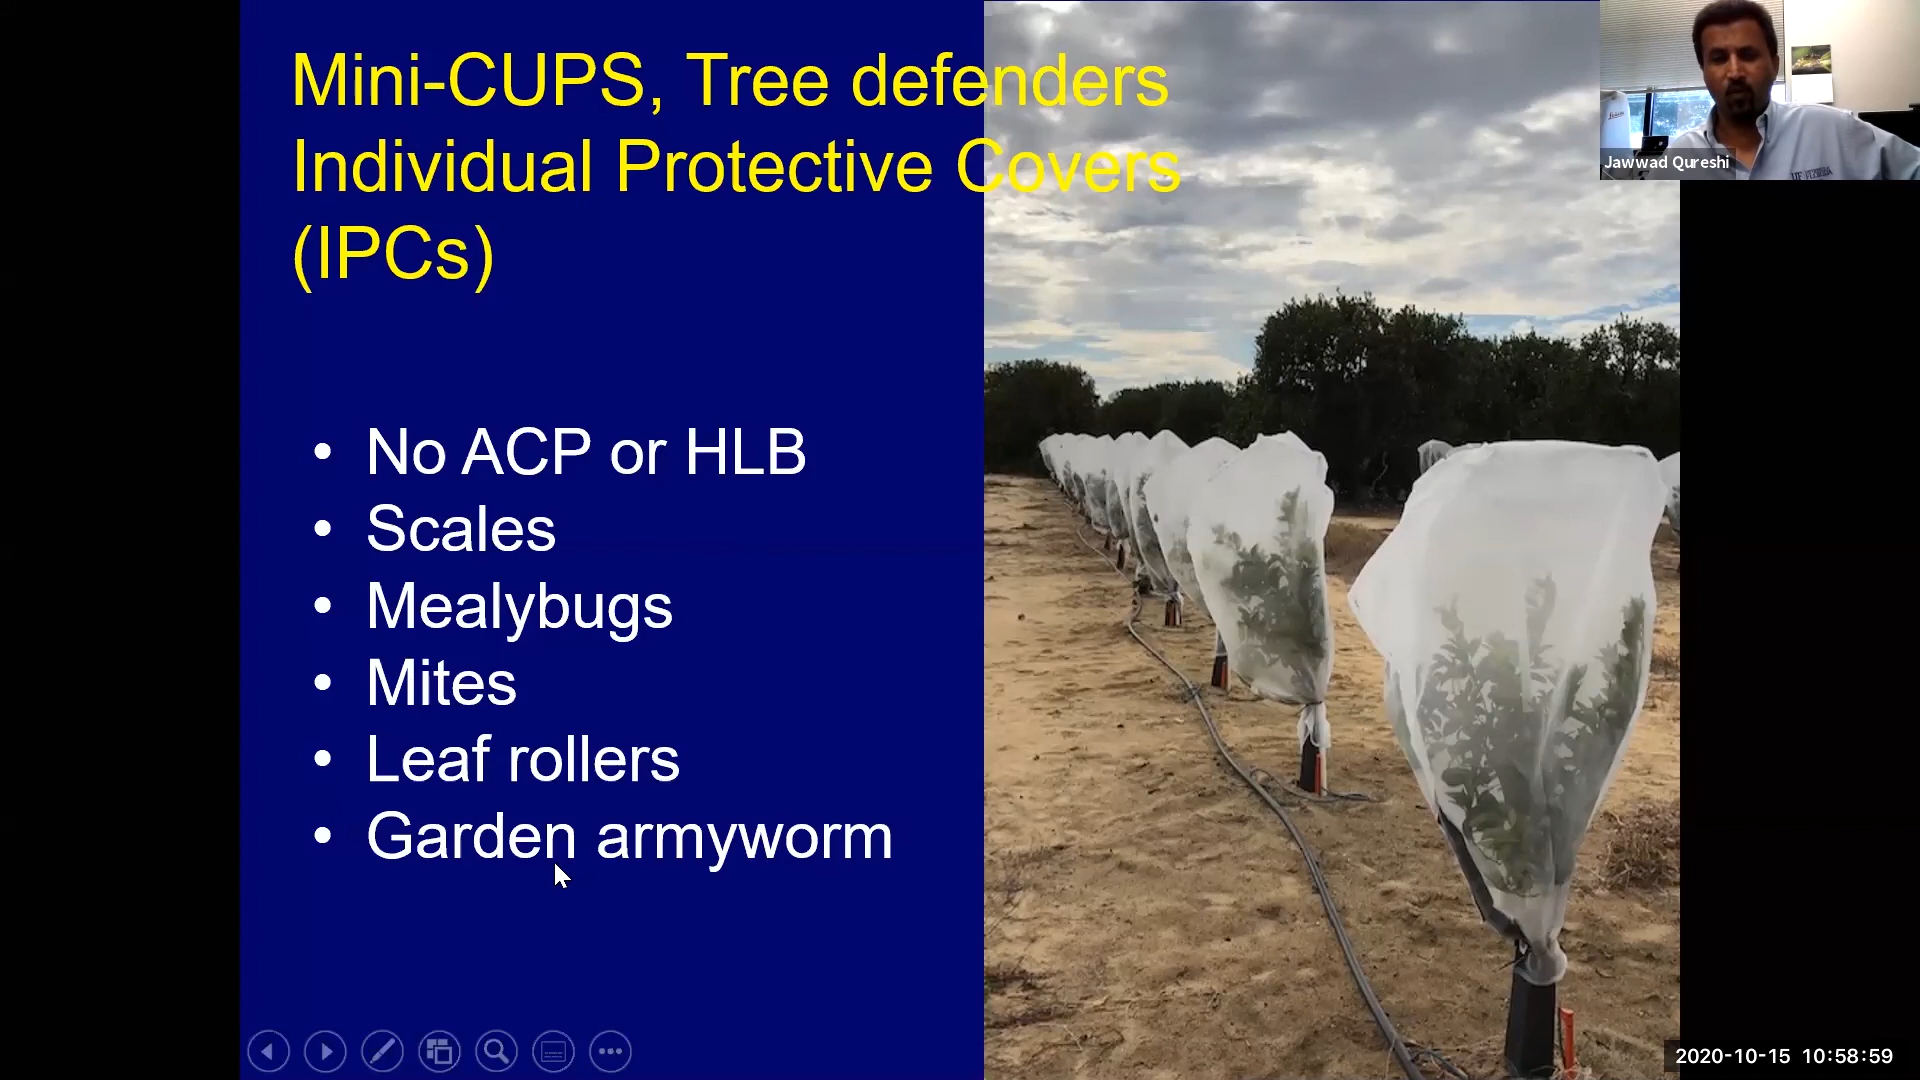 Mini-CUPS, Tree defenders
Individual Protective Covers
(IPCs)
• No ACP or HLB
• Scales
• Mealybugs
• Mites
• Leaf rollers
• Garden armyworm
Jawwad Qureshi
2020-10-15 10:58:59